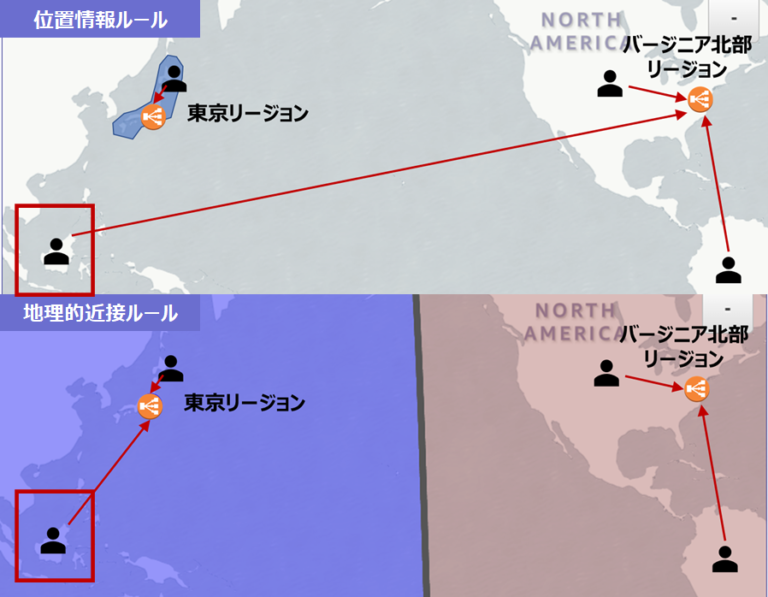 位置情報ルール
NORTH
AMERICA
-
バージニア北部
リージョン
東京リージョン
地理的近接ルール
NORTH
AMERICA
-
バージニア北部
リージョン
東京リージョン